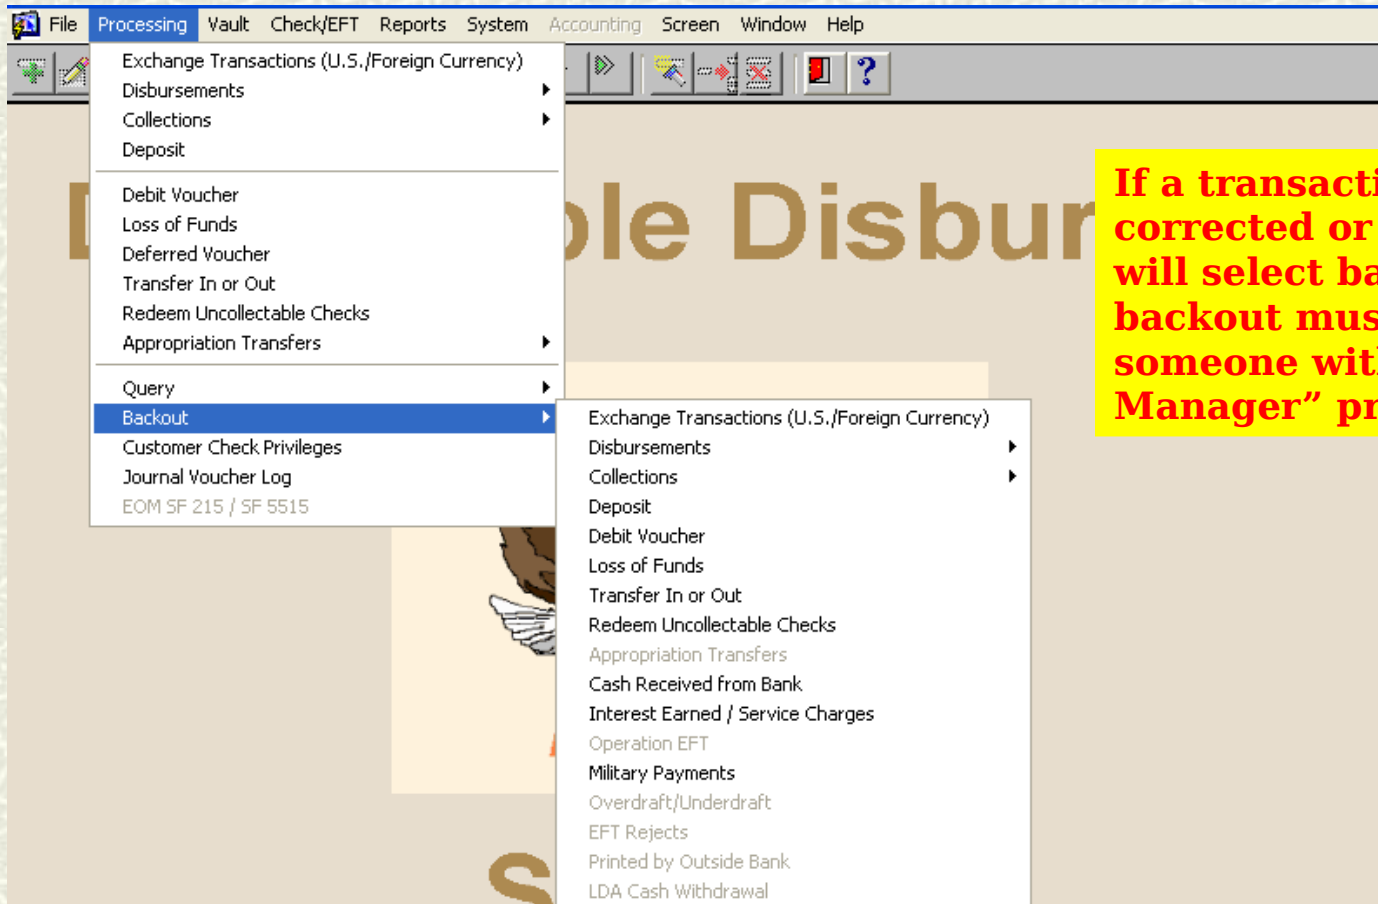 File Processing Vault Check/EFT Reports System Accounting Screen Window Help
Exchange Transactions (U.S./Foreign Currency)
Disbursements
Collections
Deposit
Debit Voucher
Loss of Funds
Deferred Voucher
Transfer In or Out
Redeem Uncollectable Checks
Appropriation Transfers
Query
Backout
Customer Check Privileges
Journal Voucher Log
EOM SF 215 / SF 5515
Exchange Transactions (U.S./Foreign Currency)
Disbursements
Collections
Deposit
Debit Voucher
Loss of Funds
Transfer In or Out
Redeem Uncollectable Checks
Appropriation Transfers
Cash Received from Bank
Interest Earned / Service Charges
Operation EFT
Military Payments
Overdraft/Underdraft
EFT Rejects
Printed by Outside Bank
LDA Cash Withdrawal
ple Disbur
If a transacti
corrected or
will select ba
backout mus
someone wit
Manager” pr
S